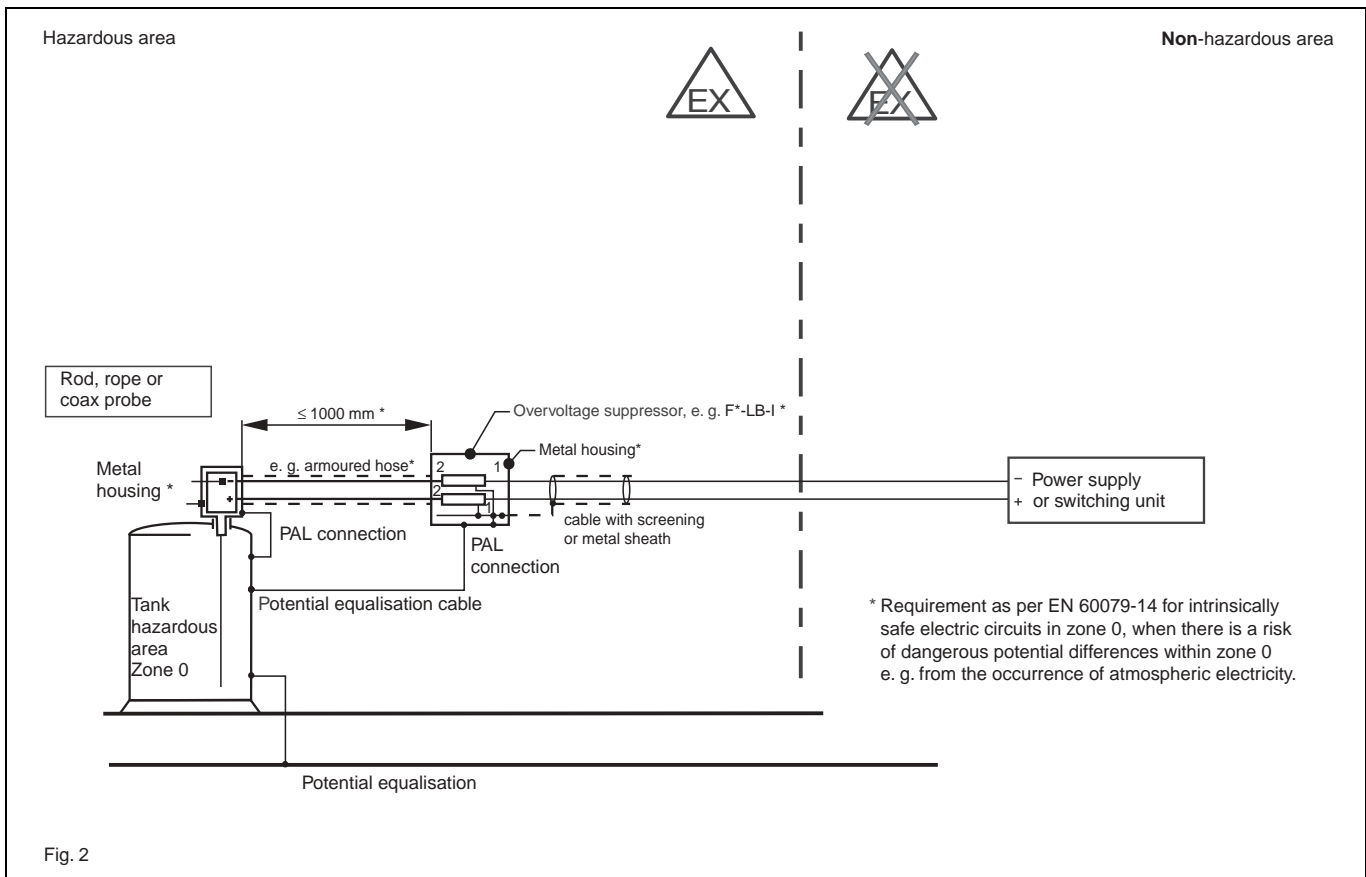 Hazardous area
Non-hazardous area
EX
EX
Rod, rope or
coax probe
≤ 1000 mm *
Overvoltage suppressor, e. g. F*-LB-I *
Metal housing*
Metal
housing *
e. g. armoured hose*
2
1
2
1
–
+
– Power supply
+ or switching unit
cable with screening
or metal sheath
PAL connection
PAL
connection
Potential equalisation cable
Tank
hazardous
area
Zone 0
* Requirement as per EN 60079-14 for intrinsically
safe electric circuits in zone 0, when there is a risk
of dangerous potential differences within zone 0
e. g. from the occurrence of atmospheric electricity.
Potential equalisation
Fig. 2